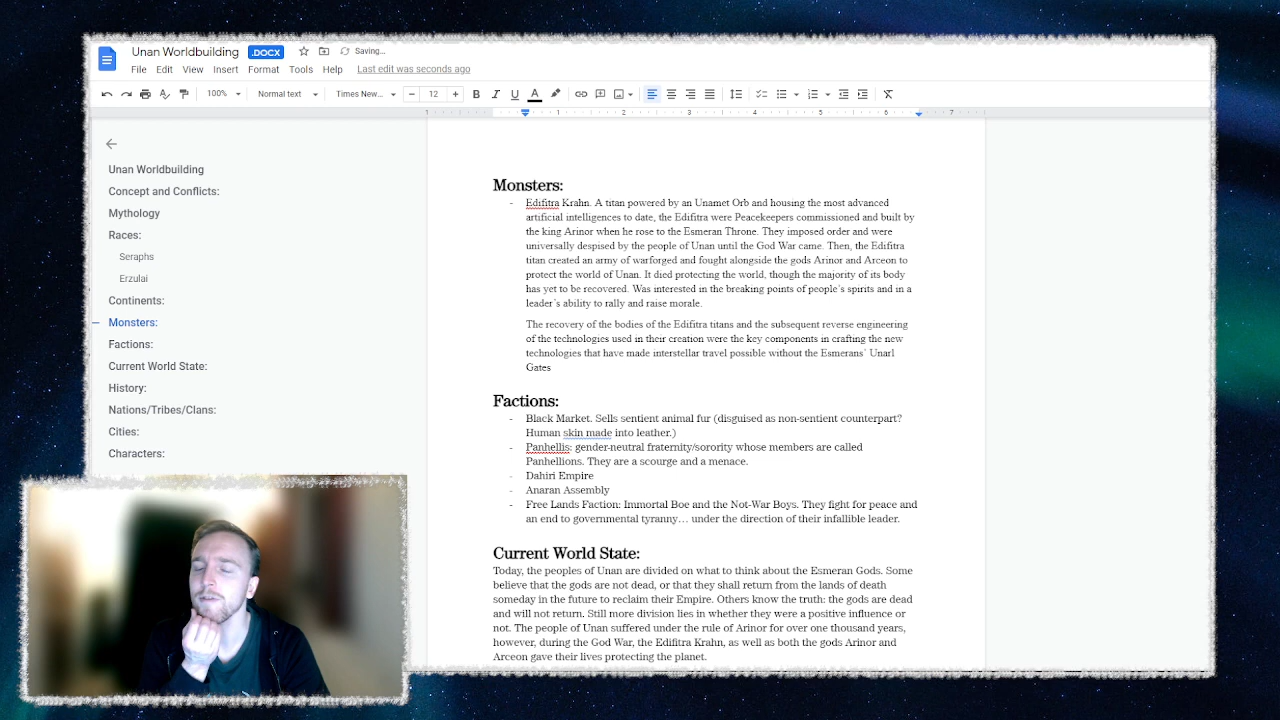 Unan Worldbuilding .DOCX Saving...
File Edit View Insert Format Tools Help Last edit was seconds ago
100% Normal text Times New... 12 B I U A
1 1 2 3 4 5 6 7
Unan Worldbuilding
Concept and Conflicts:
Mythology
Races:
Seraphs
Erzulai
Continents:
Monsters:
Factions:
Current World State:
History:
Nations/Tribes/Clans:
Cities:
Characters:
Monsters:
- Edifitra Krahn. A titan powered by an Unamet Orb and housing the most advanced
artificial intelligences to date, the Edifitra were Peacekeepers commissioned and built by
the king Arinor when he rose to the Esmeran Throne. They imposed order and were
universally despised by the people of Unan until the God War came. Then, the Edifitra
titan created an army of warforged and fought alongside the gods Arinor and Arceon to
protect the world of Unan. It died protecting the world, though the majority of its body
has yet to be recovered. Was interested in the breaking points of people's spirits and in a
leader's ability to rally and raise morale.
The recovery of the bodies of the Edifitra titans and the subsequent reverse engineering
of the technologies used in their creation were the key components in crafting the new
technologies that have made interstellar travel possible without the Esmerans' Unarl
Gates
Factions:
- Black Market. Sells sentient animal fur (disguised as non-sentient counterpart?
Human skin made into leather.)
- Panhellis: gender-neutral fraternity/sorority whose members are called
Panhellions. They are a scourge and a menace.
- Dahiri Empire
- Anaran Assembly
- Free Lands Faction: Immortal Boe and the Not-War Boys. They fight for peace and
an end to governmental tyranny... under the direction of their infallible leader.
Current World State:
Today, the peoples of Unan are divided on what to think about the Esmeran Gods. Some
believe that the gods are not dead, or that they shall return from the lands of death
someday in the future to reclaim their Empire. Others know the truth: the gods are dead
and will not return. Still more division lies in whether they were a positive influence or
not. The people of Unan suffered under the rule of Arinor for over one thousand years,
however, during the God War, the Edifitra Krahn, as well as both the gods Arinor and
Arceon gave their lives protecting the planet.